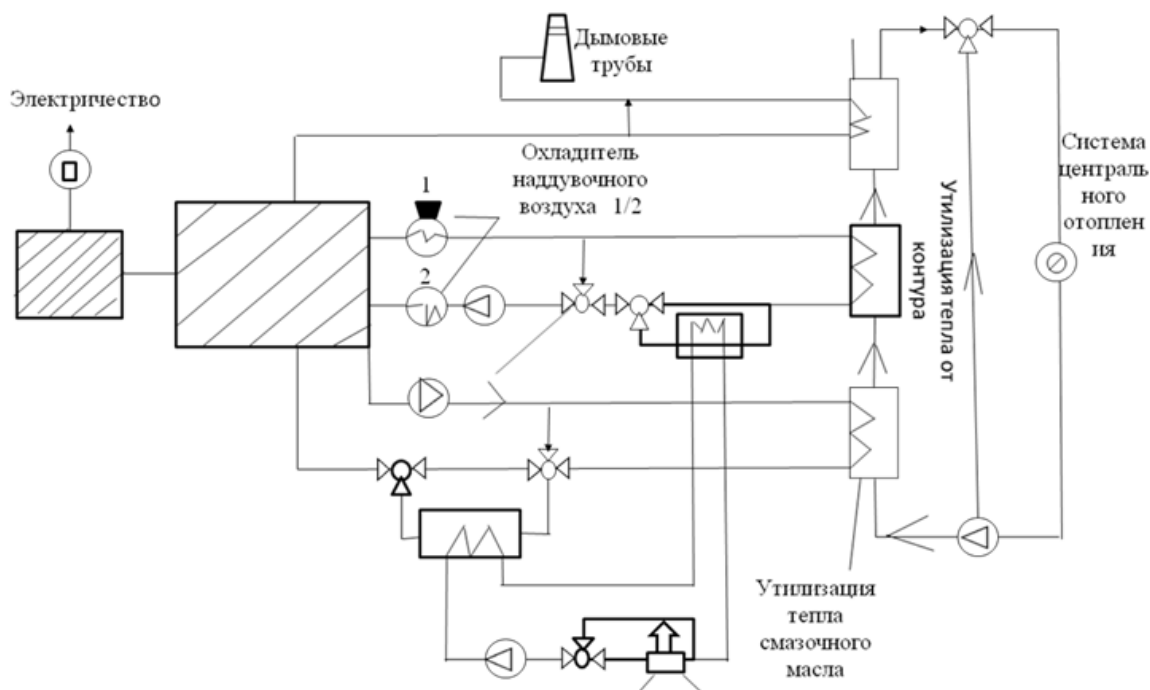 Дымовые
трубы
Электричество
Охладитель
наддувочного
воздуха 1/2
1
2
Утилизация тепла от
контура
Система
централь
ного
отоплен
ия
Утилизация
тепла
смазочного
масла